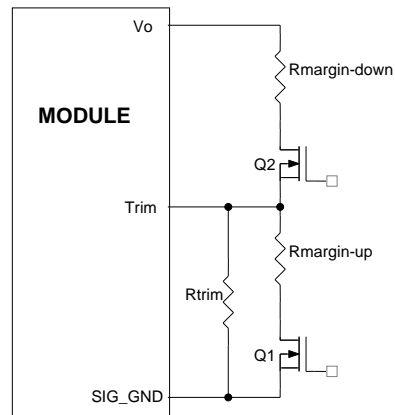 Vo
Rmargin-down
MODULE
Q2
Trim
Rmargin-up
Rtrim
Q1
SIG_GND